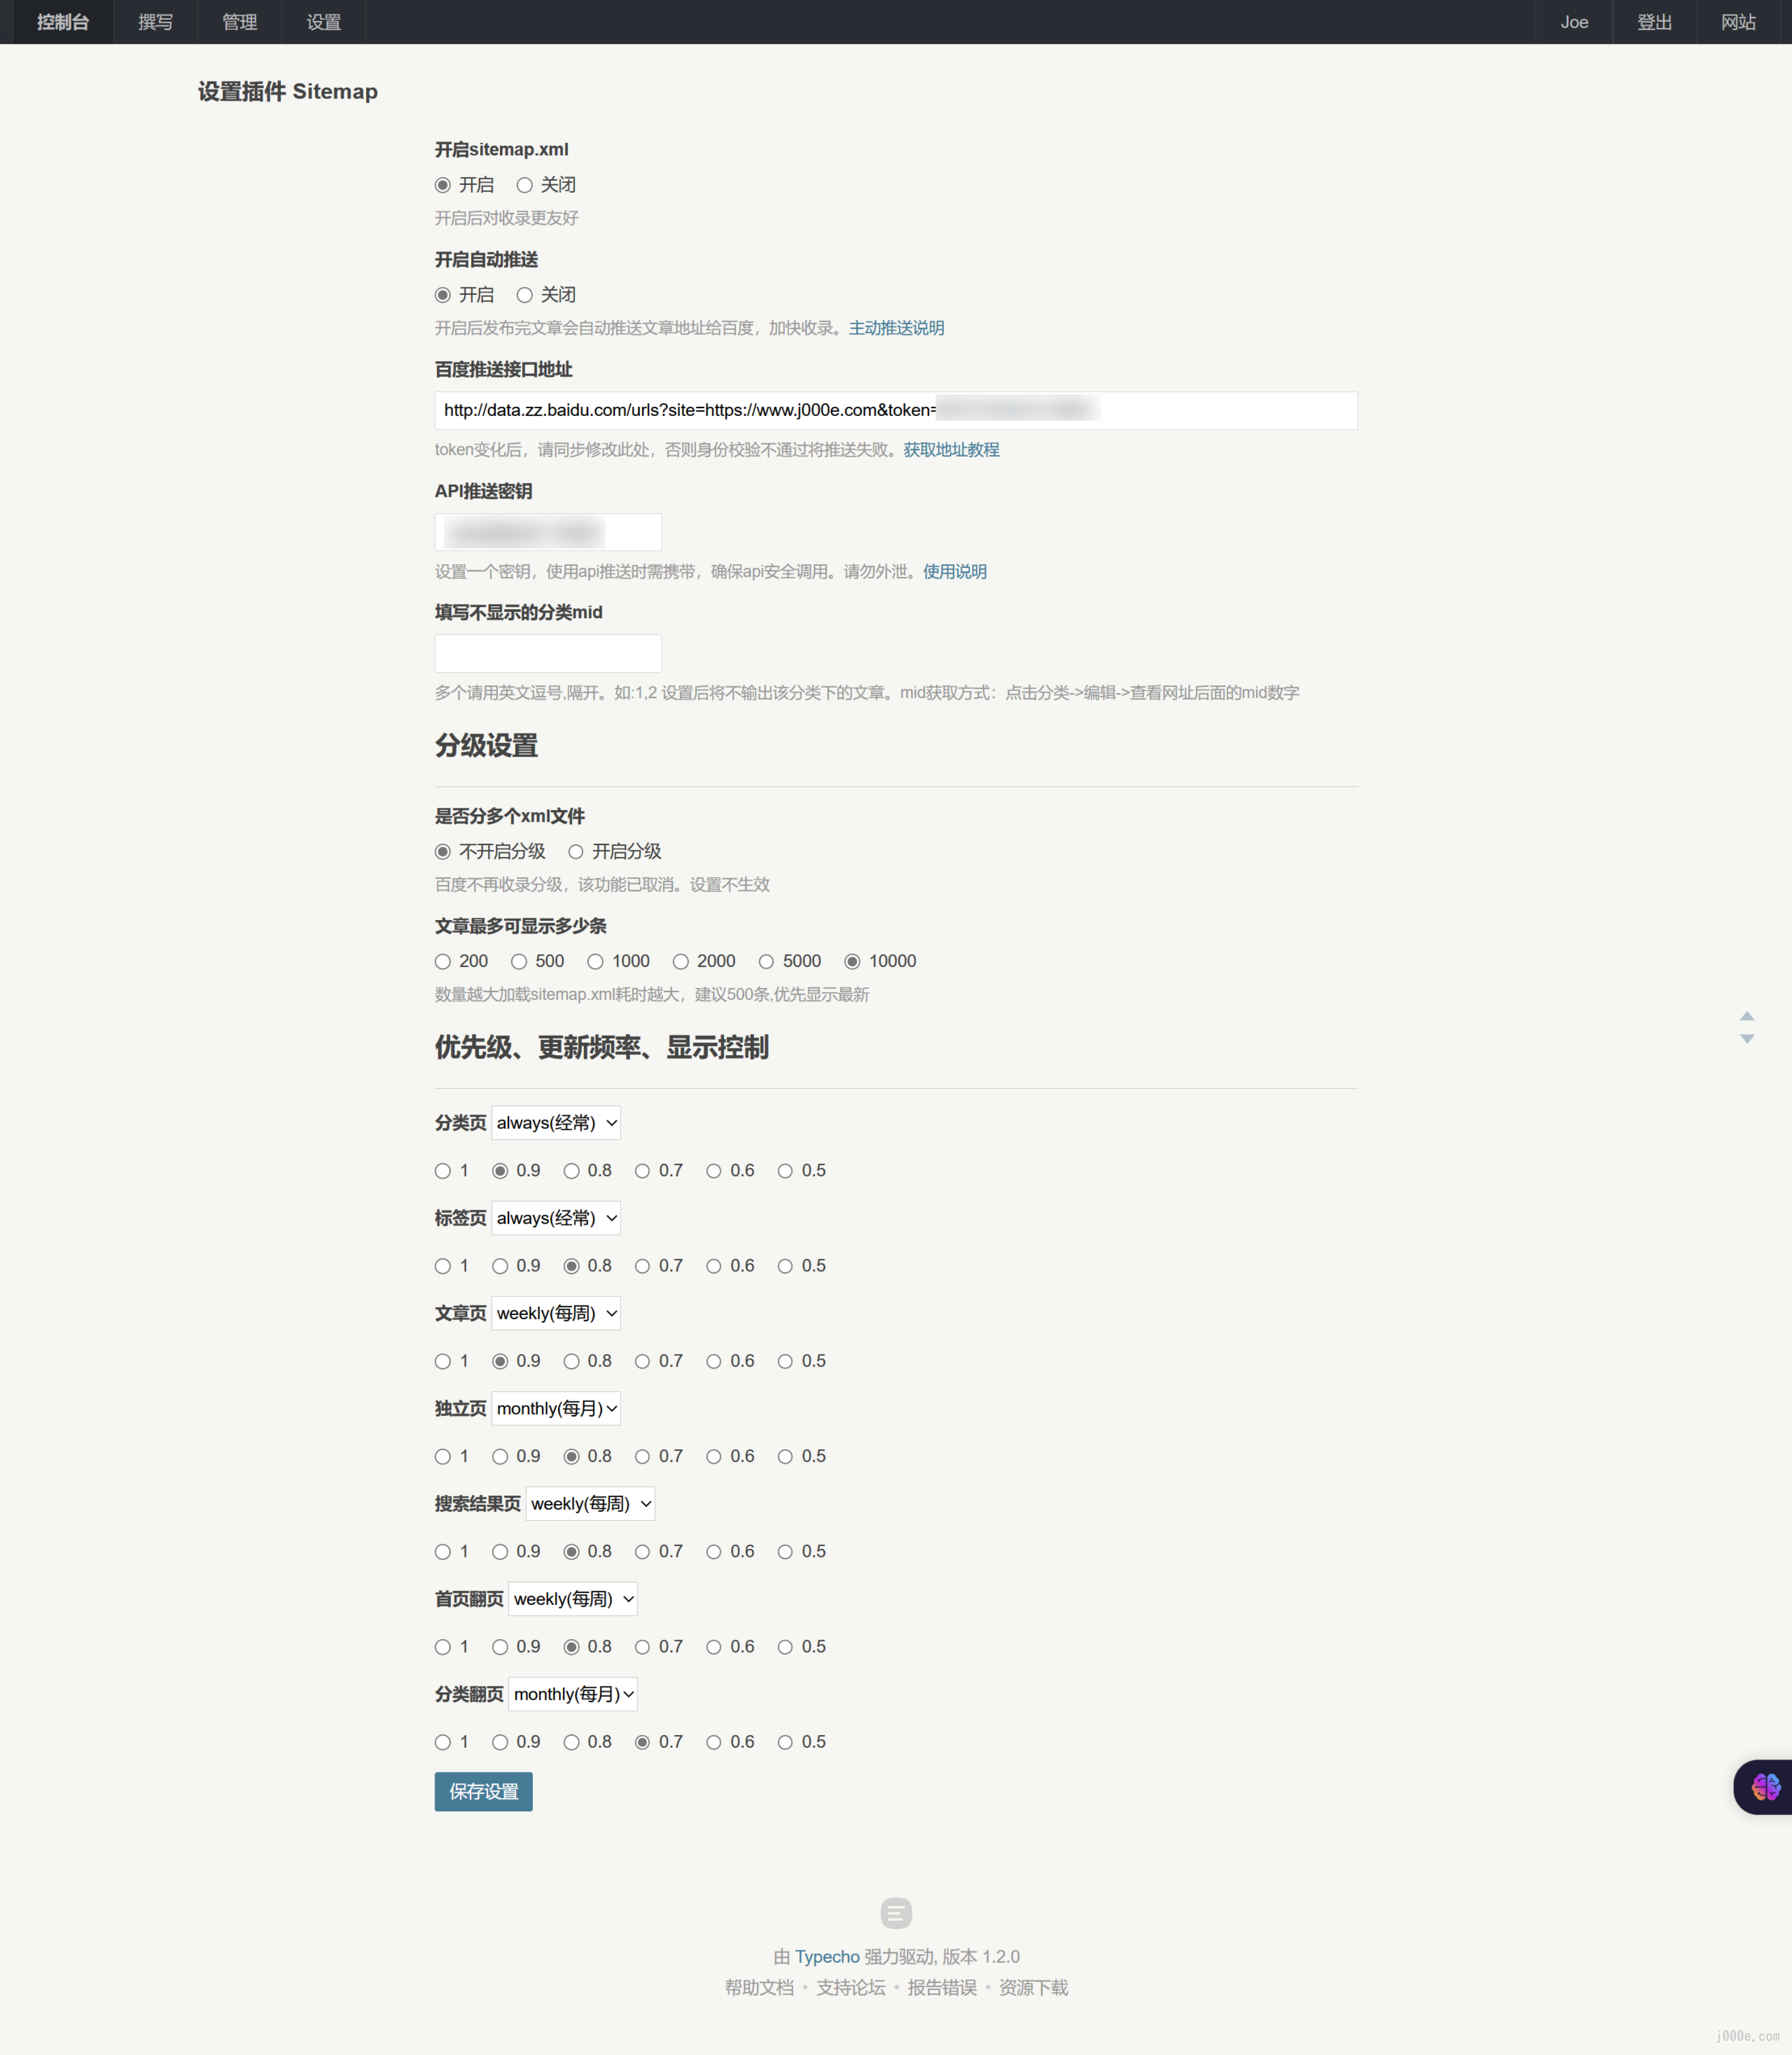 控制台 撰写 管理 设置 Joe 登出 网站
设置插件 Sitemap
开启sitemap.xml
开启 关闭
开启后对收录更友好
开启自动推送
开启 关闭
开启后发布完文章会自动推送文章地址给百度，加快收录。主动推送说明
百度推送接口地址
http://data.zz.baidu.com/urls?site=https://www.j000e.com&token=
token变化后，请同步修改此处，否则身份校验不通过将推送失败。获取地址教程
API推送密钥
设置一个密钥，使用api推送时需携带，确保api安全调用。请勿外泄。使用说明
填写不显示的分类mid
多个请用英文逗号,隔开。如:1,2 设置后将不输出该分类下的文章。mid获取方式：点击分类->编辑->查看网址后面的mid数字
分级设置
是否分多个xml文件
不开启分级 开启分级
百度不再收录分级，该功能已取消。设置不生效
文章最多可显示多少条
200 500 1000 2000 5000 10000
数量越大加载sitemap.xml耗时越大，建议500条,优先显示最新
优先级、更新频率、显示控制
分类页 always(经常)
1 0.9 0.8 0.7 0.6 0.5
标签页 always(经常)
1 0.9 0.8 0.7 0.6 0.5
文章页 weekly(每周)
1 0.9 0.8 0.7 0.6 0.5
独立页 monthly(每月)
1 0.9 0.8 0.7 0.6 0.5
搜索结果页 weekly(每周)
1 0.9 0.8 0.7 0.6 0.5
首页翻页 weekly(每周)
1 0.9 0.8 0.7 0.6 0.5
分类翻页 monthly(每月)
1 0.9 0.8 0.7 0.6 0.5
保存设置
由 Typecho 强力驱动, 版本 1.2.0
帮助文档 • 支持论坛 • 报告错误 • 资源下载
j000e.com